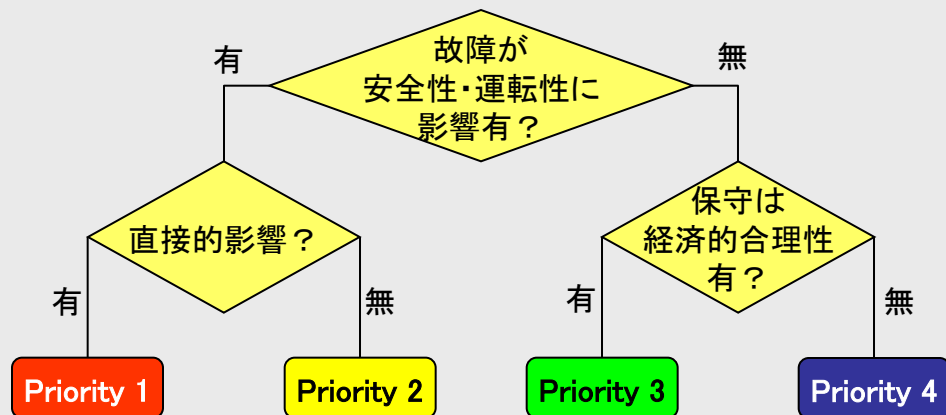 故障が
安全性・運転性に
影響有？
有
無
直接的影響？
保守は
経済的合理性
有？
有
無
有
無
Priority 1
Priority 2
Priority 3
Priority 4